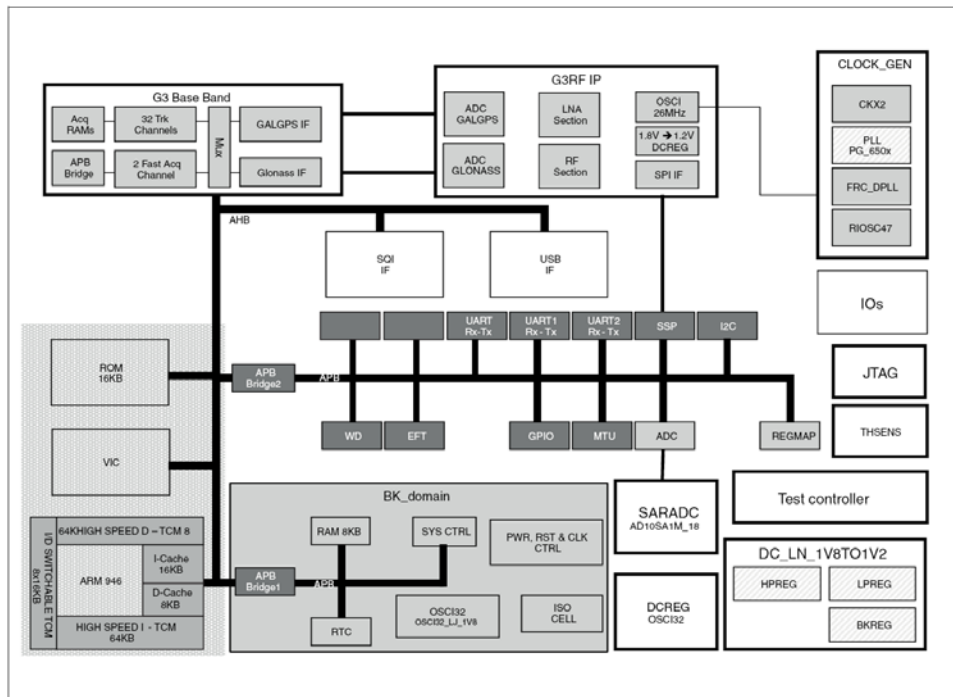 G3 Base Band
Acq
RAMs
32 Trk
Channels
Mux
GALGPS IF
APB
Bridge
2 Fast Acq
Channel
Glonass IF
G3RF IP
ADC
GALGPS
LNA
Section
OSCI
26MHz
1.8V → 1.2V
DCREG
ADC
GLONASS
RF
Section
SPI IF
CLOCK_GEN
CKX2
PLL
PG_650x
FRC_DPLL
RIOSC47
AHB
SQI
IF
USB
IF
IOs
UART
Rx-Tx
UART1
Rx - Tx
UART2
Rx - Tx
SSP
I2C
ROM
16KB
APB
Bridge2
APB
JTAG
WD
EFT
GPIO
MTU
ADC
REGMAP
THSENS
VIC
BK_domain
RAM 8KB
SYS CTRL
PWR, RST & CLK
CTRL
APB
Bridge1
APB
RTC
OSCI32
OSCI32_LJ_1V8
ISO
CELL
SARADC
AD10SA1M_18
Test controller
I/D SWITCHABLE TCM
8x16KB
64KHIGH SPEED D – TCM 8
ARM 946
I-Cache
16KB
D-Cache
8KB
HIGH SPEED I - TCM
64KB
DCREG
OSCI32
DC_LN_1V8TO1V2
HPREG
LPREG
BKREG